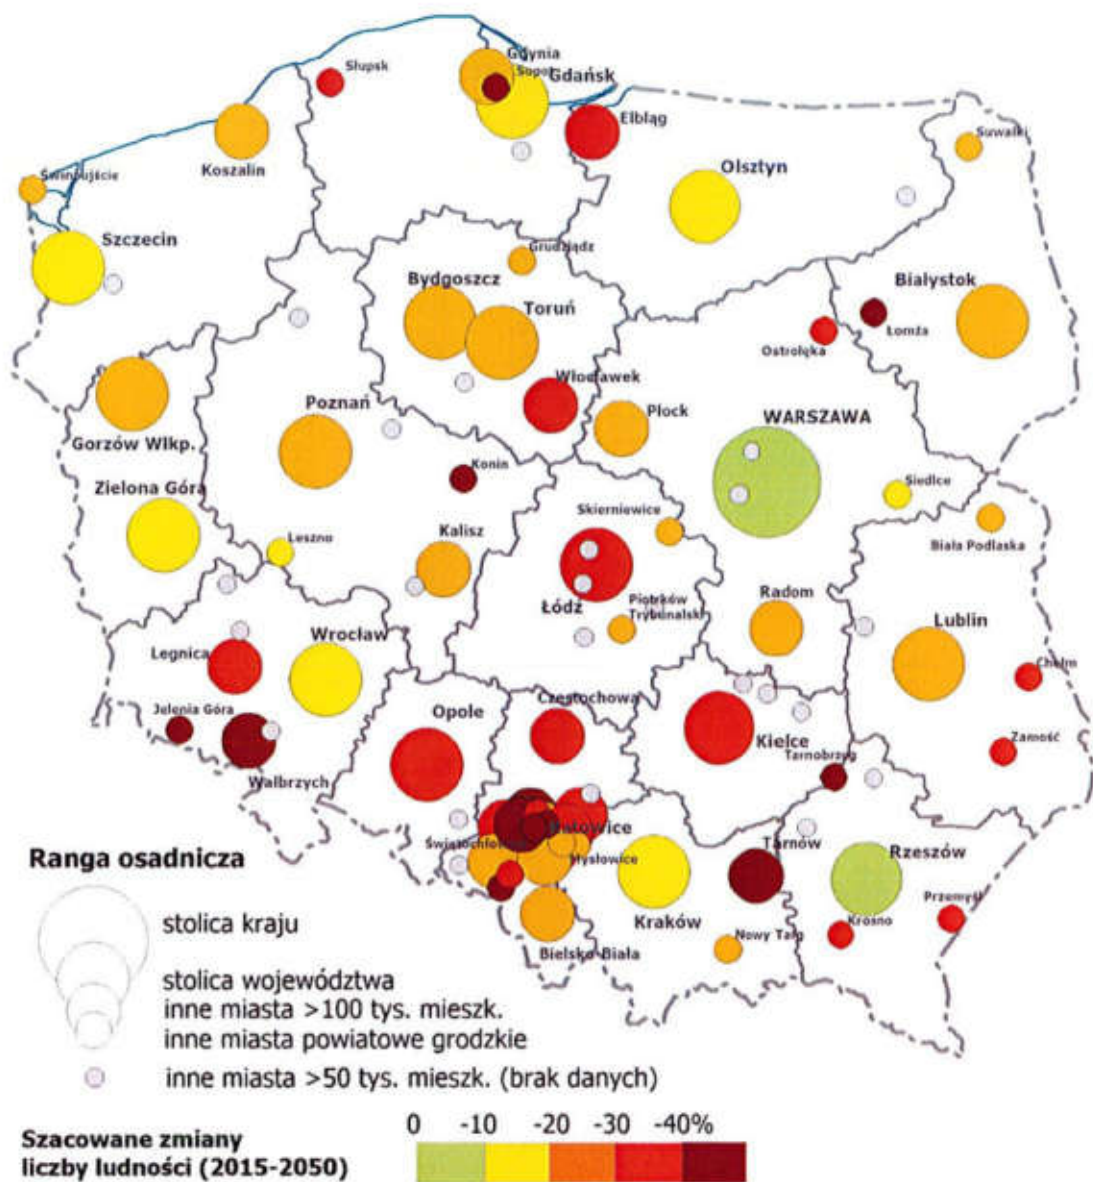 Słupsk
Gdynia
Sopot
Gdańsk
Elbląg
Suwałki
Koszalin
Świnoujście
Olsztyn
Szczecin
Grudziądz
Bydgoszcz
Toruń
Białystok
Łomża
Ostrołęka
Włocławek
Płock
WARSZAWA
Poznań
Gorzów Wlkp.
Konin
Siedlce
Zielona Góra
Skierniewice
Biała Podlaska
Leszno
Kalisz
Łódź
Piotrków
Trybunalski
Radom
Lublin
Legnica
Wrocław
Chełm
Jelenia Góra
Opole
Częstochowa
Kielce
Zamość
Wałbrzych
Tarnobrzyg
Katowice
Mysłowice
Tarnów
Rzeszów
Kraków
Przemyśl
Krosno
Nowy Targ
Bielsko-Biała
Ranga osadnicza
stolica kraju
stolica województwa
inne miasta >100 tys. mieszk.
inne miasta powiatowe grodzkie
inne miasta >50 tys. mieszk. (brak danych)
0 -10 -20 -30 -40%
Szacowane zmiany
liczby ludności (2015-2050)